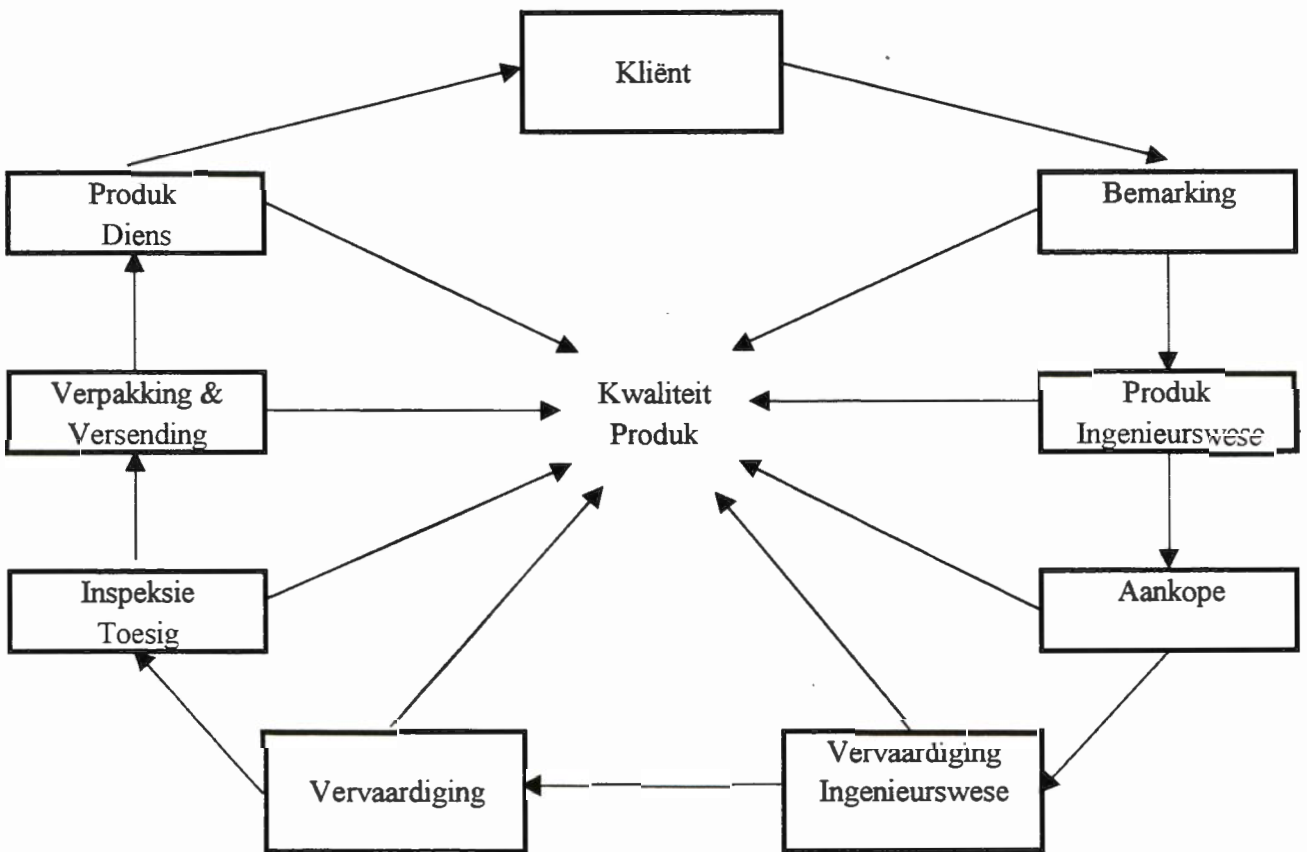 Kliënt
Produk
Diens
Bemarking
Verpakking &
Versending
Kwaliteit
Produk
Produk
Ingenieurswese
Inspeksie
Toesig
Aankope
Vervaardiging
Vervaardiging
Ingenieurswese